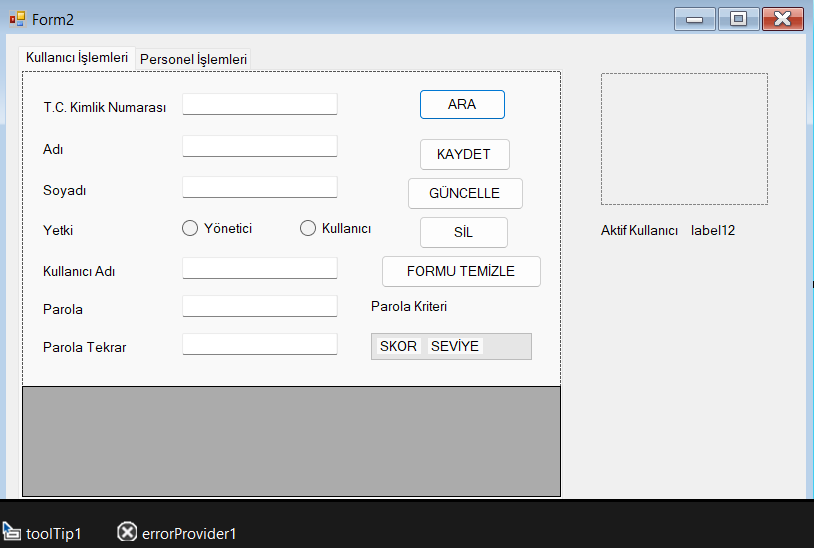 Form2
Kullanıcı İşlemleri Personel İşlemleri
T.C. Kimlik Numarası ARA
Adı KAYDET
Soyadı GÜNCELLE
Yetki Yönetici Kullanıcı SİL Aktif Kullanıcı label12
Kullanıcı Adı FORMU TEMİZLE
Parola Parola Kriteri
Parola Tekrar SKOR SEVİYE
toolTip1 errorProvider1